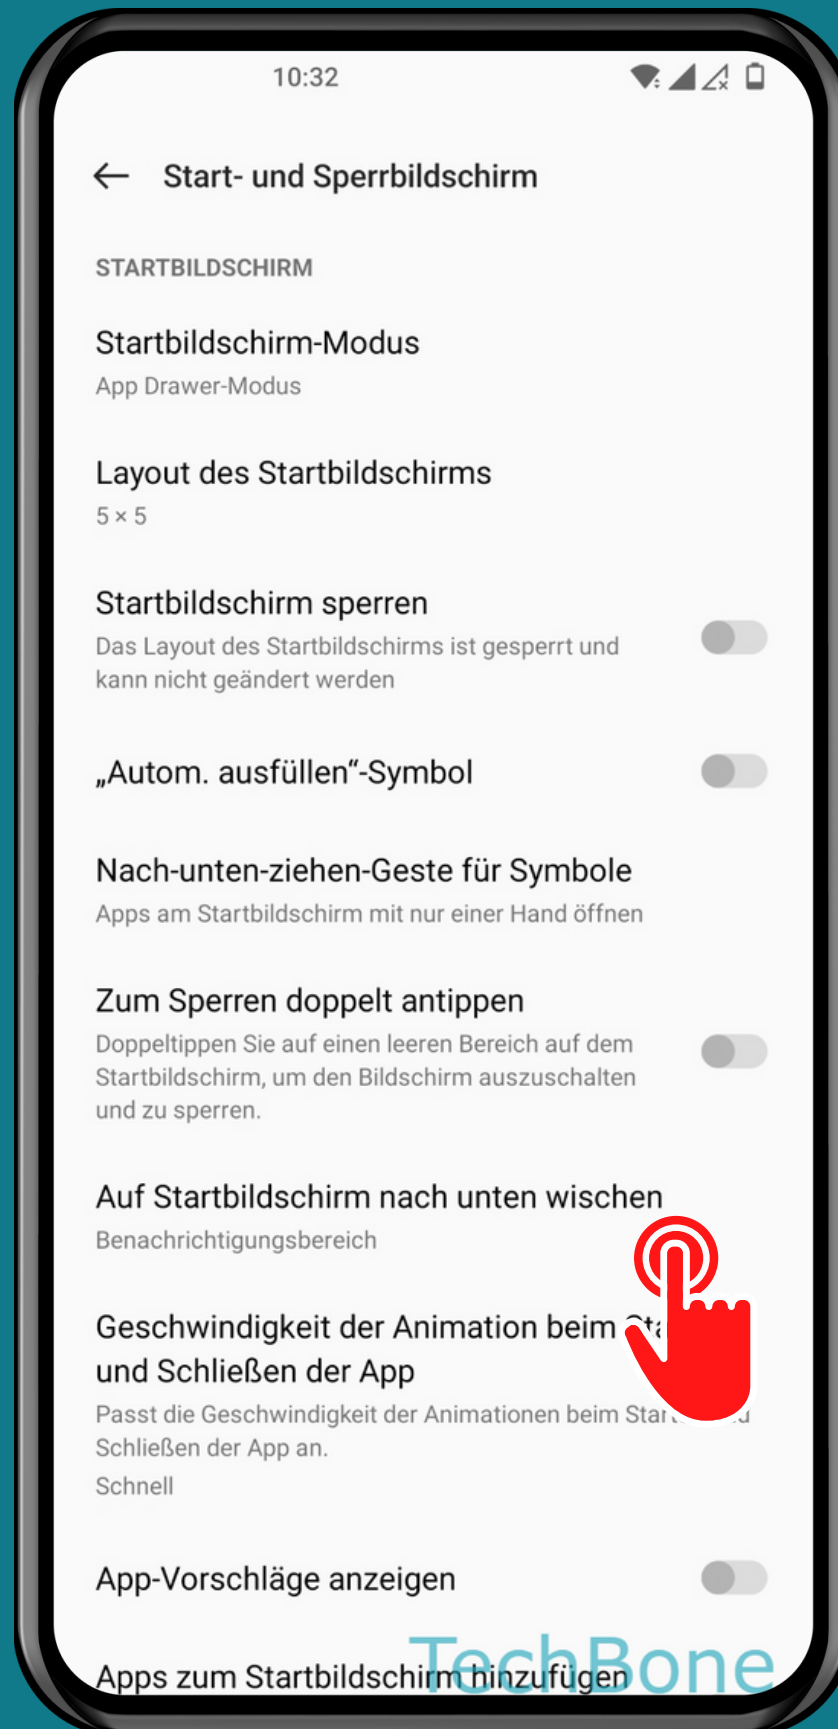 10:32
Start- und Sperrbildschirm
STARTBILDSCHIRM
Startbildschirm-Modus
App Drawer-Modus
Layout des Startbildschirms
5 × 5
Startbildschirm sperren
Das Layout des Startbildschirms ist gesperrt und
kann nicht geändert werden
„Autom. ausfüllen“-Symbol
Nach-unten-ziehen-Geste für Symbole
Apps am Startbildschirm mit nur einer Hand öffnen
Zum Sperren doppelt antippen
Doppeltippen Sie auf einen leeren Bereich auf dem
Startbildschirm, um den Bildschirm auszuschalten
und zu sperren.
Auf Startbildschirm nach unten wischen
Benachrichtigungsbereich
Geschwindigkeit der Animation beim
und Schließen der App
Passt die Geschwindigkeit der Animationen beim
Schließen der App an.
Schnell
App-Vorschläge anzeigen
Apps zum Startbildschirm hinzufügen
TechBone